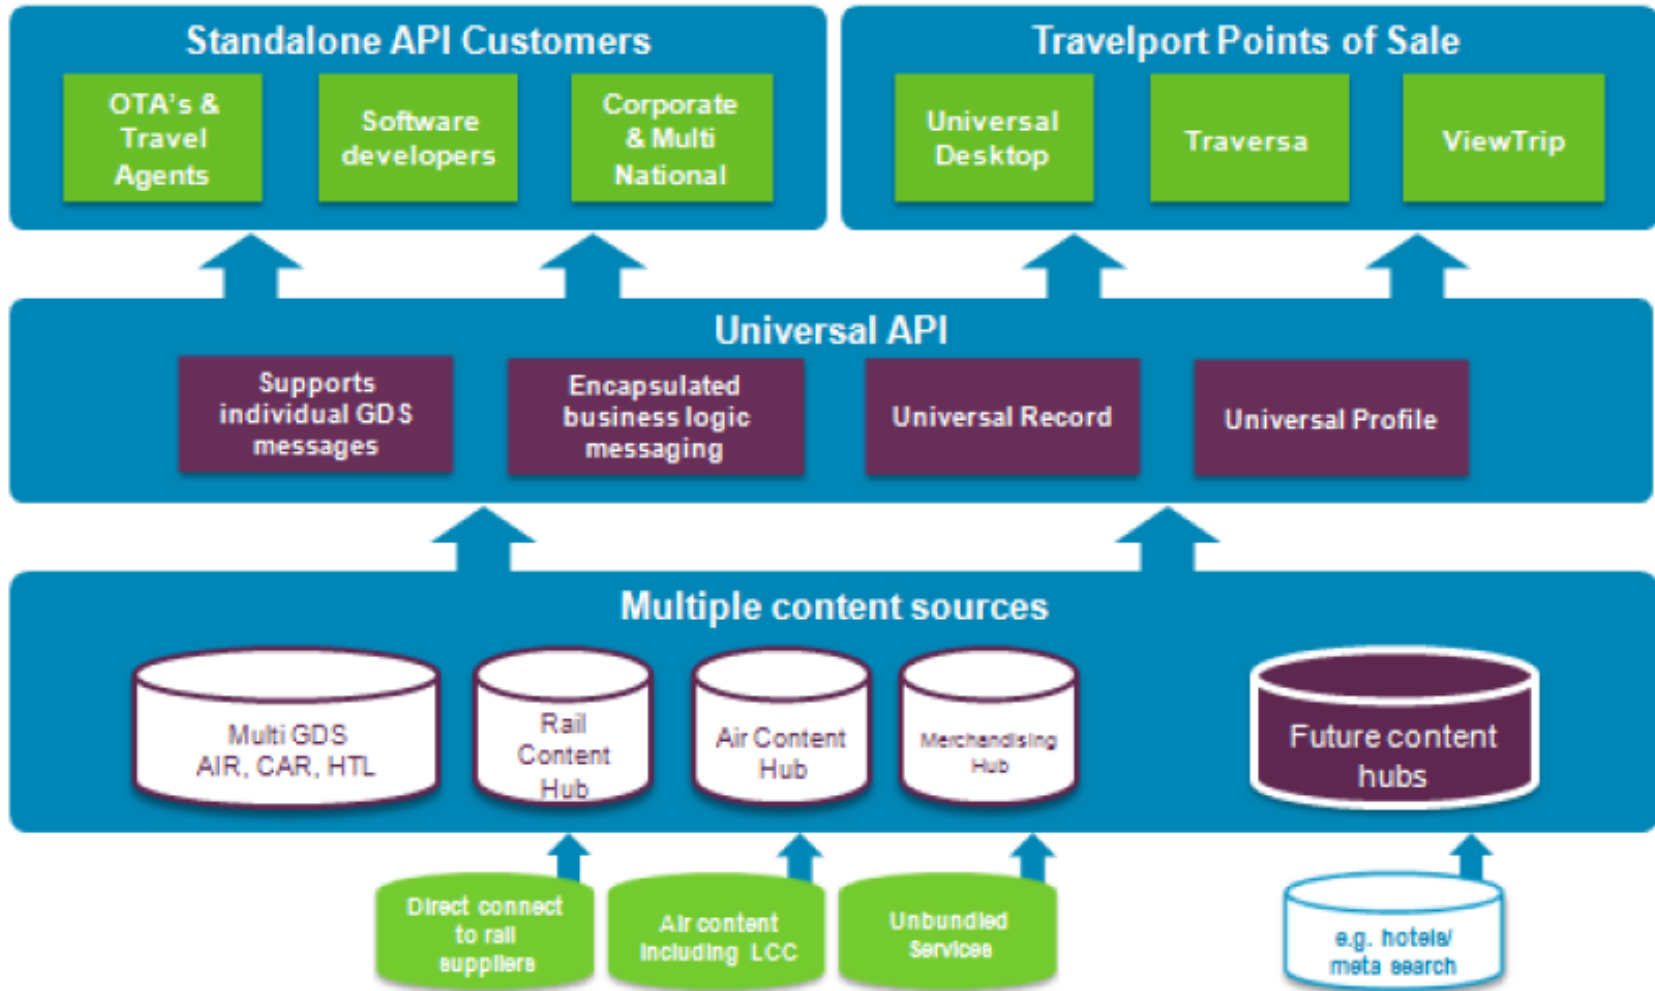 Standalone API Customers
OTA's &
Travel
Agents
Software
developers
Corporate
& Multi
National
Travelport Points of Sale
Universal
Desktop
Traversa
ViewTrip
Universal API
Supports
individual GDS
messages
Encapsulated
business logic
messaging
Universal Record
Universal Profile
Multiple content sources
Multi GDS
AIR, CAR, HTL
Rail
Content
Hub
Air Content
Hub
Merchandising
Hub
Future content
hubs
Direct connect
to rail
suppliers
Air content
including LCC
Unbundled
Services
e.g. hotels/
meta search